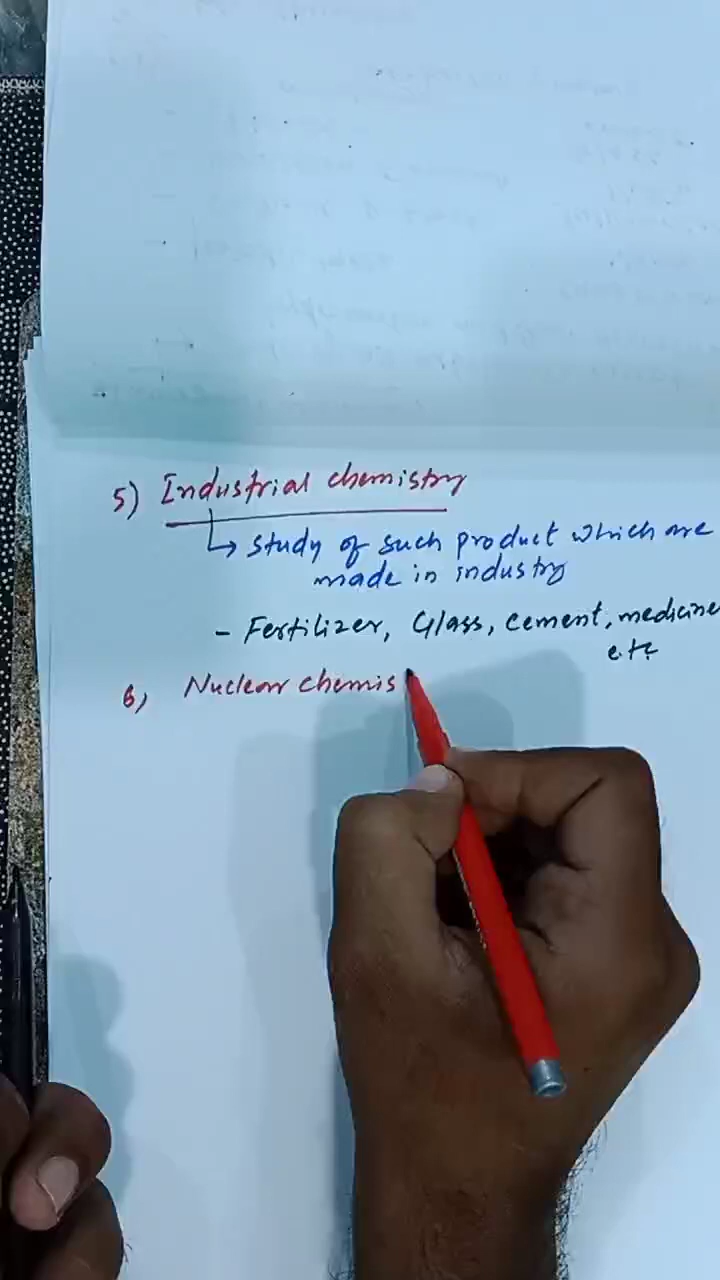 5) Industrial chemistry
↳ study of such product which are
made in industry
- Fertilizer, Glass, cement, medicine
etc
6) Nuclear chemis